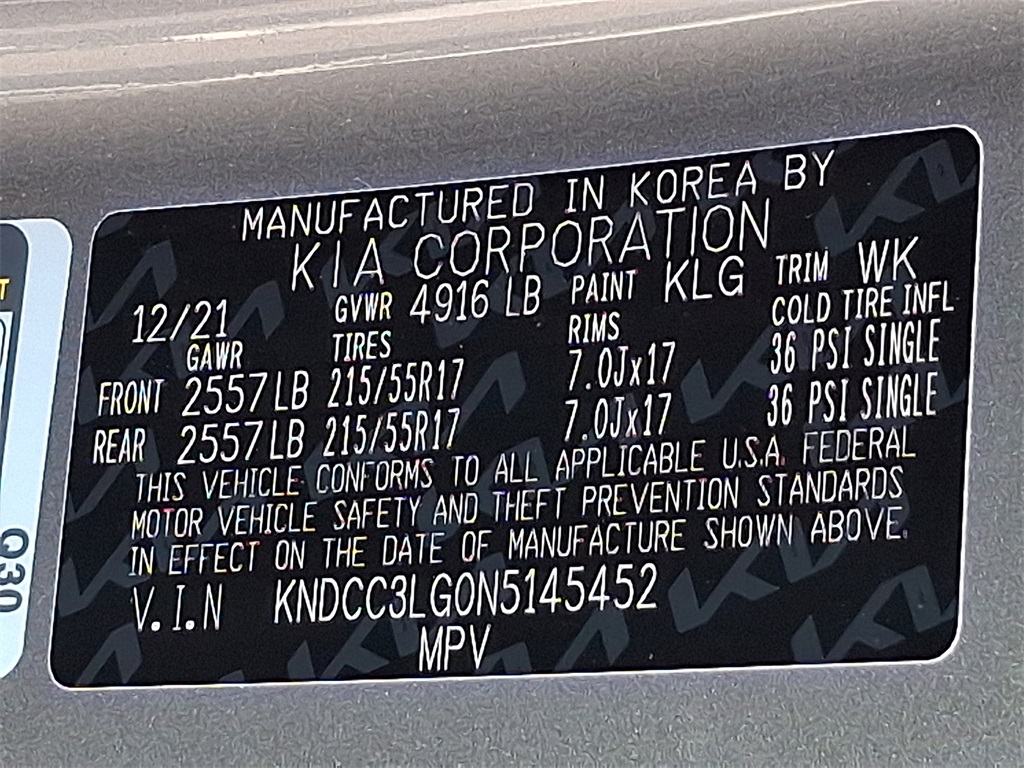 MANUFACTURED IN KOREA BY
KIA CORPORATION
12/21 GVWR 4916 LB PAINT KLG TRIM WK
GAWR TIRES RIMS COLD TIRE INFL
FRONT 2557LB 215/55R17 7.0Jx17 36 PSI SINGLE
REAR 2557LB 215/55R17 7.0Jx17 36 PSI SINGLE
THIS VEHICLE CONFORMS TO ALL APPLICABLE U.S.A. FEDERAL
MOTOR VEHICLE SAFETY AND THEFT PREVENTION STANDARDS
IN EFFECT ON THE DATE OF MANUFACTURE SHOWN ABOVE.
V.I.N KNDCC3LG0N5145452
MPV
Q30